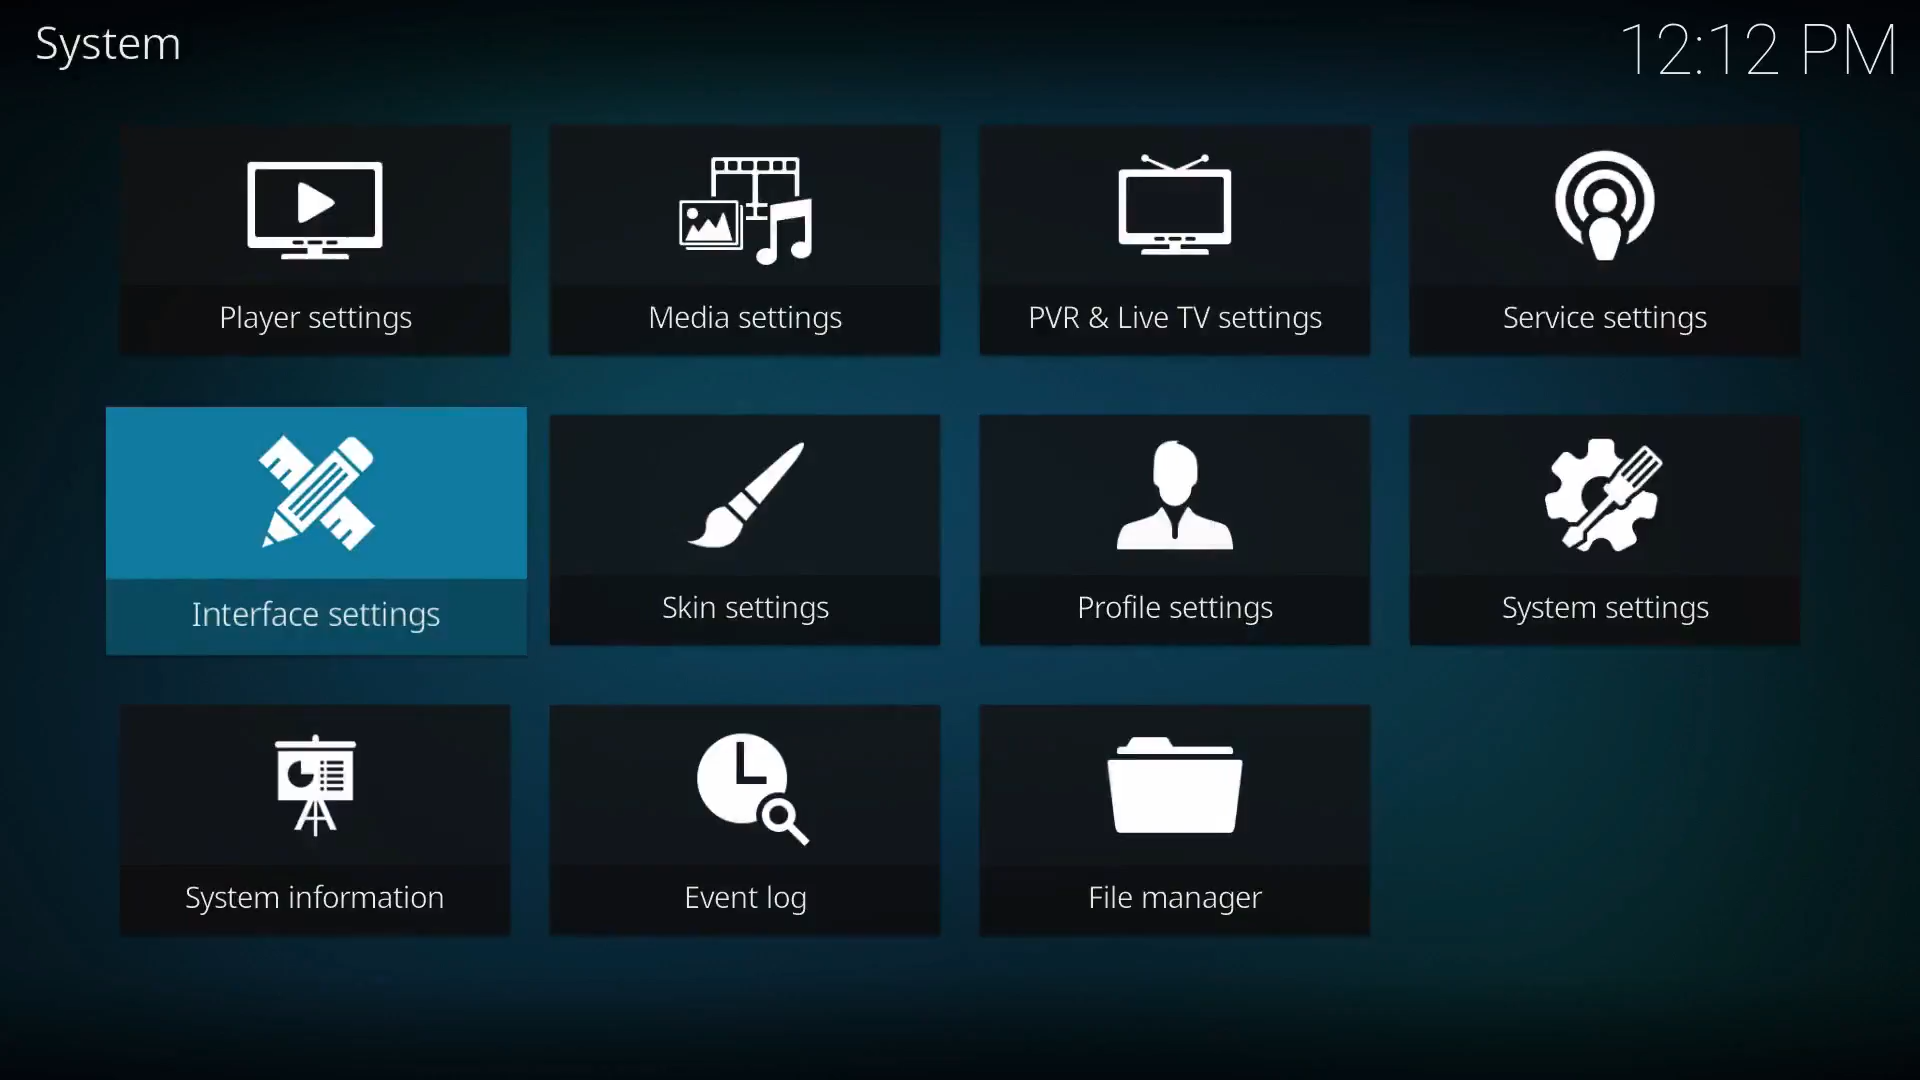 System
12:12 PM
Player settings
Media settings
PVR & Live TV settings
Service settings
Interface settings
Skin settings
Profile settings
System settings
System information
Event log
File manager